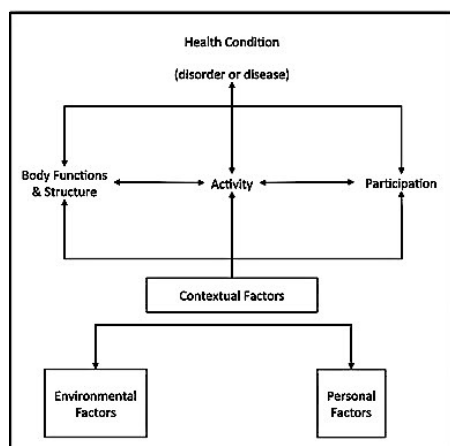 Health Condition
(disorder or disease)
Body Functions
& Structure
Activity
Participation
Contextual Factors
Environmental
Factors
Personal
Factors